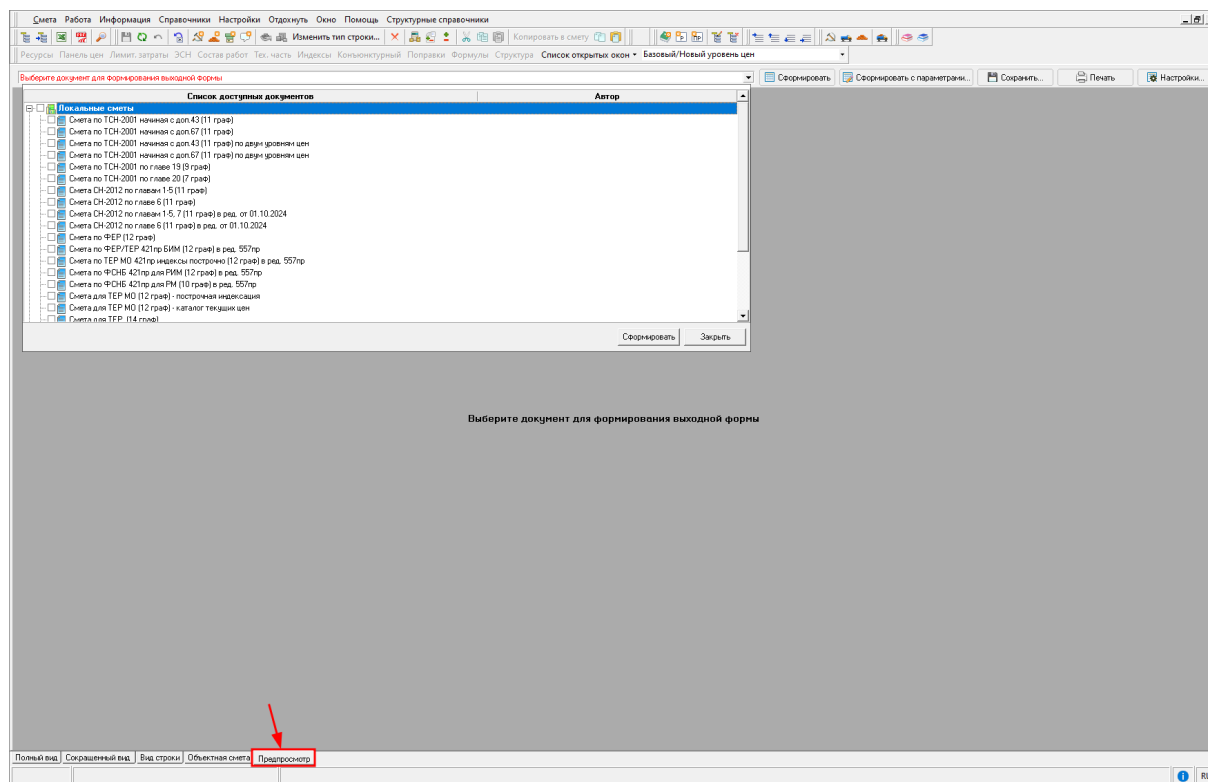 Смета Работа Информация Справочники Настройки Отдохнуть Окно Помощь Структурные справочники
Изменить тип строки... Копировать в смету
Ресурсы Панель цен Лимит. затраты ЭСН Состав работ Тех. часть Индексы Конъюнктурный Поправки Формулы Структура Список открытых окон Базовый/Новый уровень цен
Выберите документ для формирования выходной формы Сформировать Сформировать с параметрами... Сохранить... Печать Настройки...
Список доступных документов Автор
Локальные сметы
Смета по ТСН-2001 начиная с доп.43 (11 граф)
Смета по ТСН-2001 начиная с доп.67 (11 граф)
Смета по ТСН-2001 начиная с доп.43 (11 граф) по двум уровням цен
Смета по ТСН-2001 начиная с доп.67 (11 граф) по двум уровням цен
Смета по ТСН-2001 по главе 19 (9 граф)
Смета по ТСН-2001 по главе 20 (7 граф)
Смета СН-2012 по главам 1-5 (11 граф)
Смета СН-2012 по главе 6 (11 граф)
Смета СН-2012 по главам 1-5, 7 (11 граф) в ред. от 01.10.2024
Смета СН-2012 по главе 6 (11 граф) в ред. от 01.10.2024
Смета по ФЕР (12 граф)
Смета по ФЕР/ТЕР 421пр БИМ (12 граф) в ред. 557пр
Смета по ТЕР МО 421пр индексы построчно (12 граф) в ред. 557пр
Смета по ФСНБ 421пр для РИМ (12 граф) в ред. 557пр
Смета по ФСНБ 421пр для РМ (10 граф) в ред. 557пр
Смета для ТЕР МО (12 граф) - построчная индексация
Смета для ТЕР МО (12 граф) - каталог текущих цен
Смета для ТЕР (14 граф)
Сформировать Закрыть
Выберите документ для формирования выходной формы
Полный вид Сокращенный вид Вид строки Объектная смета Предпросмотр